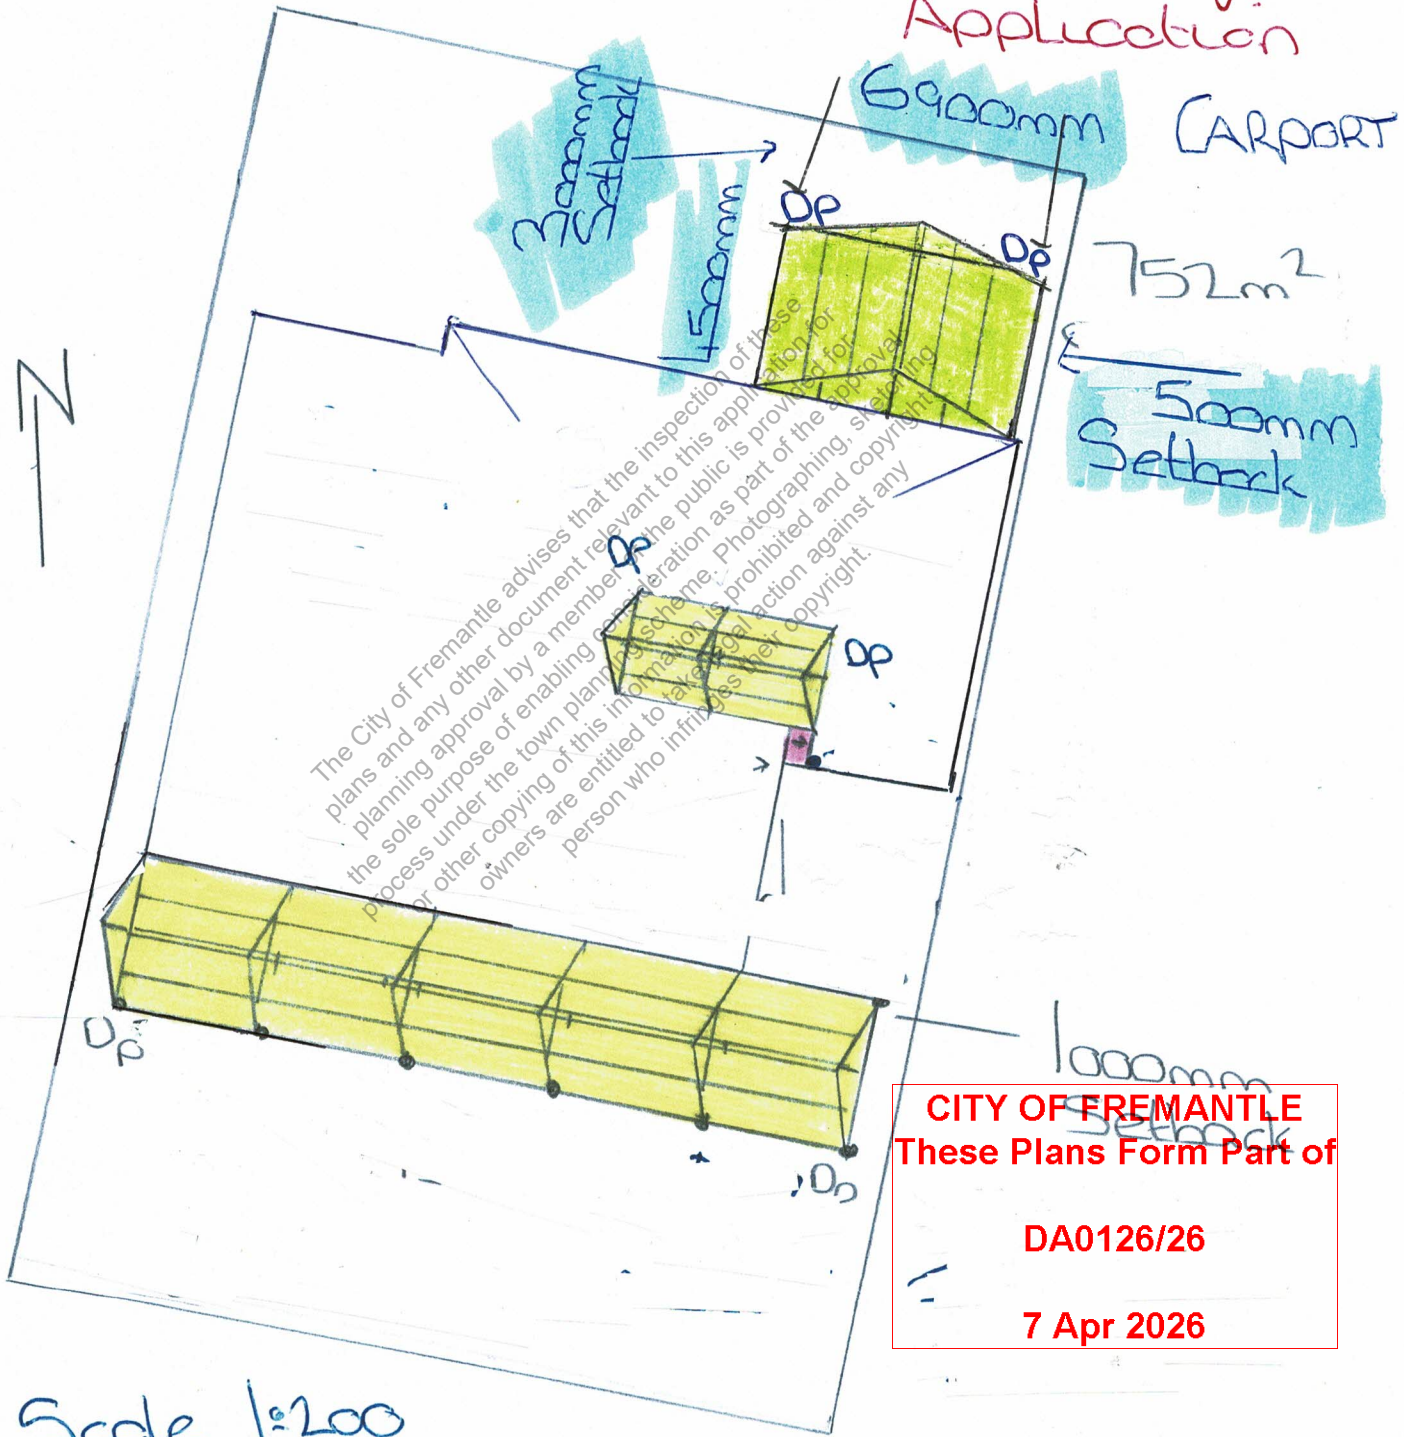 Application
6900mm
CARPORT
3000mm
Setback
4500mm
Dp
Dp
752m²
500mm
Setback
N
Dp
Dp
The City of Fremantle advises that the inspection of these
plans and any other document relevant to this application for
planning approval by a member of the public is provided for
the sole purpose of enabling consideration as part of the approval
process under the town planning scheme. Photographing, sketching
or other copying of this information is prohibited and copyright
owners are entitled to take legal action against any
person who infringes their copyright.
Dp
Dp
1000mm
Setback
CITY OF FREMANTLE
These Plans Form Part of
DA0126/26
7 Apr 2026
Scale 1:200